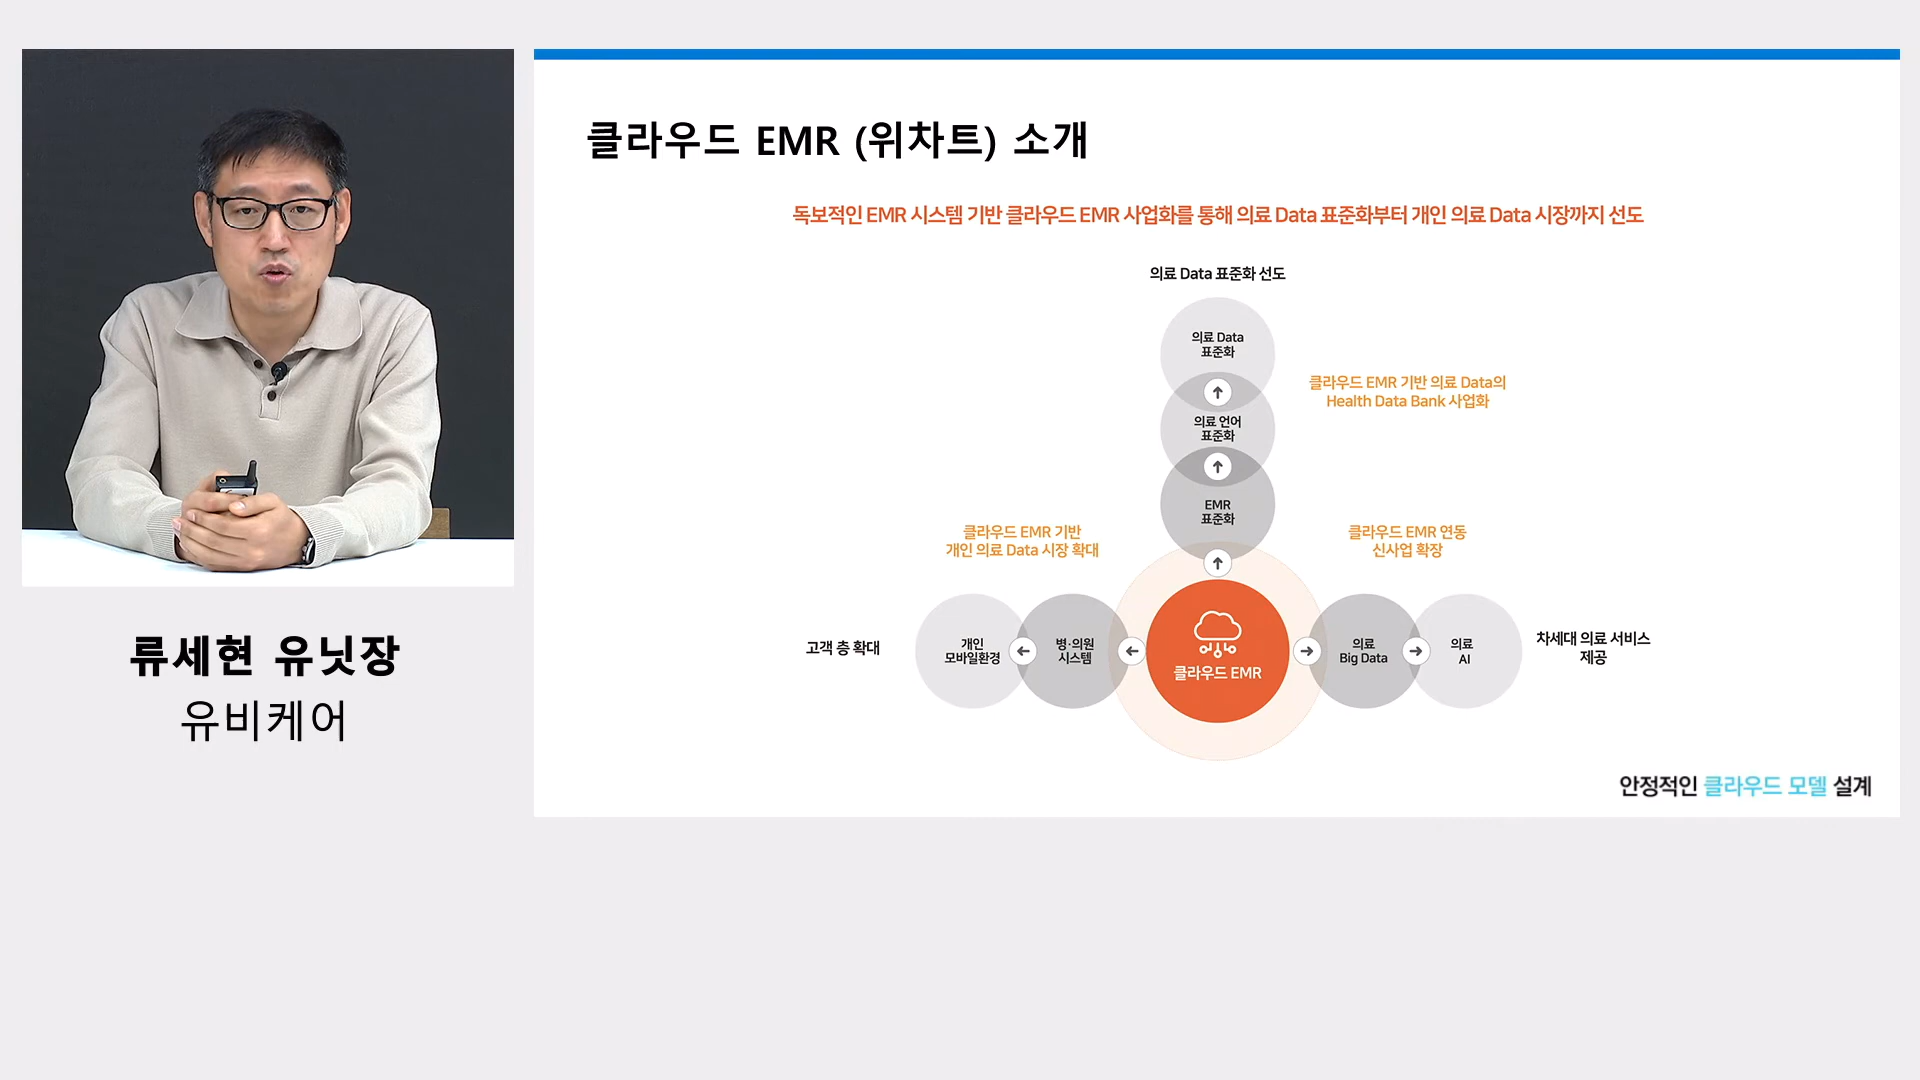 류세현 유닛장
유비케어
클라우드 EMR (위차트) 소개
독보적인 EMR 시스템 기반 클라우드 EMR 사업화를 통해 의료 Data 표준화부터 개인 의료 Data 시장까지 선도
의료 Data 표준화 선도
의료 Data
표준화
클라우드 EMR 기반 의료 Data의
Health Data Bank 사업화
의료 언어
표준화
EMR
표준화
클라우드 EMR 기반
개인 의료 Data 시장 확대
클라우드 EMR 연동
신사업 확장
고객 층 확대
개인
모바일환경
병·의원
시스템
클라우드 EMR
의료
Big Data
의료
AI
차세대 의료 서비스
제공
안정적인 클라우드 모델 설계